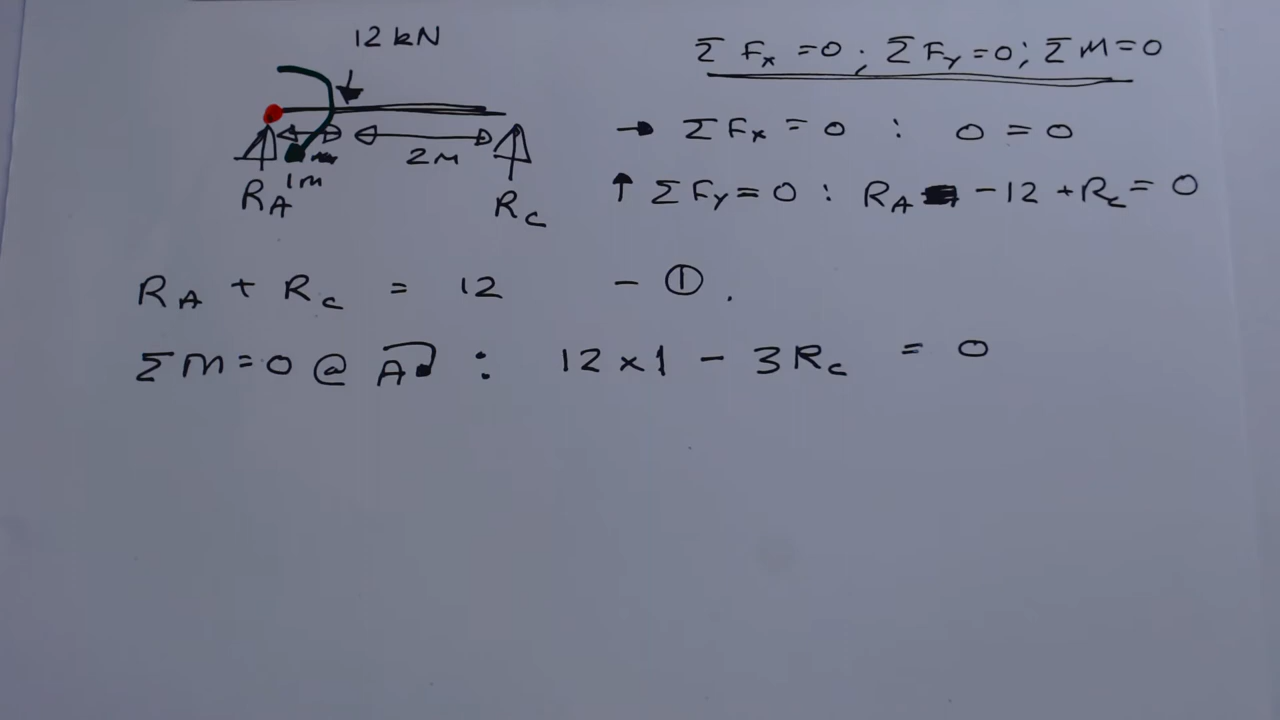 12 kN
1m
2m
RA
RC
ΣFx = 0 ; ΣFy = 0 ; ΣM = 0
→ ΣFx = 0 : 0 = 0
↑ ΣFy = 0 : RA - 12 + RC = 0
RA + RC = 12 - ①.
ΣM = 0 @ A : 12 × 1 - 3RC = 0